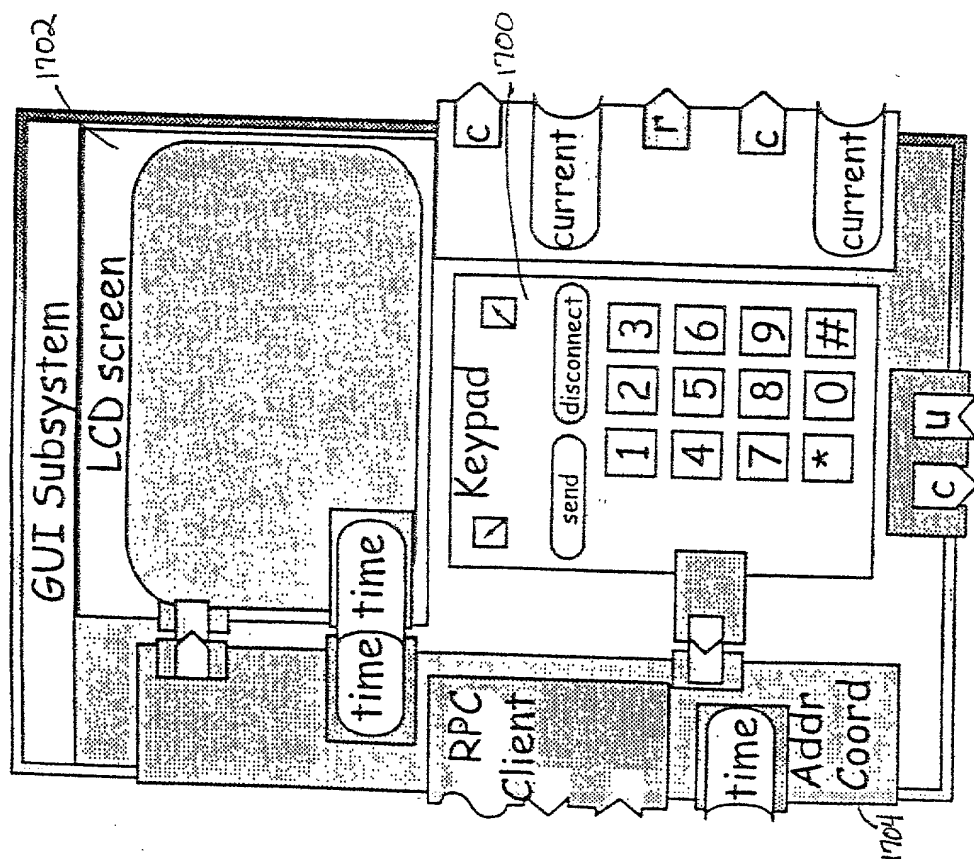 1702
GUI Subsystem
LCD screen
time time
c
current
r
c
current
1700
Keypad
send disconnect
1 2 3
4 5 6
7 8 9
* 0 #
RPC
Client
time
Addr
Coord
1704
c u